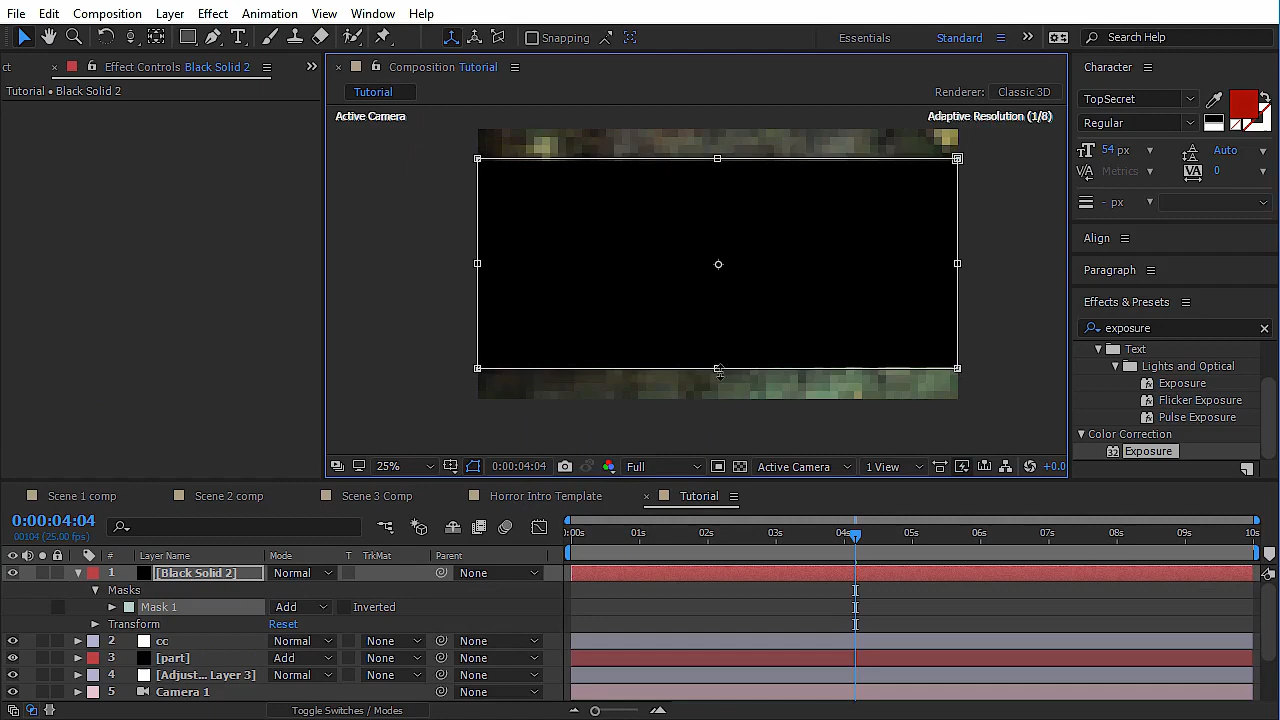 File Edit Composition Layer Effect Animation View Window Help
Snapping Essentials Standard Search Help
ct Effect Controls Black Solid 2
Black Solid 2
Tutorial • Black Solid 2
Composition Tutorial
Tutorial Renderer: Classic 3D
Active Camera Adaptive Resolution (1/8)
25% 0:00:04:04 Full Active Camera 1 View +0.0
Character
TopSecret
Regular
54 px Auto
Metrics 0
- px
Align
Paragraph
Effects & Presets
exposure
Text
Lights and Optical
Exposure
Flicker Exposure
Pulse Exposure
Color Correction
Exposure
Scene 1 comp Scene 2 comp Scene 3 Comp Horror Intro Template Tutorial
0:00:04:04
00104 (25.00 fps)
:00s 01s 02s 03s 04s 05s 06s 07s 08s 09s 10s
# Layer Name Mode T TrkMat Parent
1 [Black Solid 2] Normal None
Masks
Mask 1 Add Inverted
Transform Reset
2 cc Normal None None
3 [part] Add None None
4 [Adjust... Layer 3] Normal None None
5 Camera 1 None
Toggle Switches / Modes